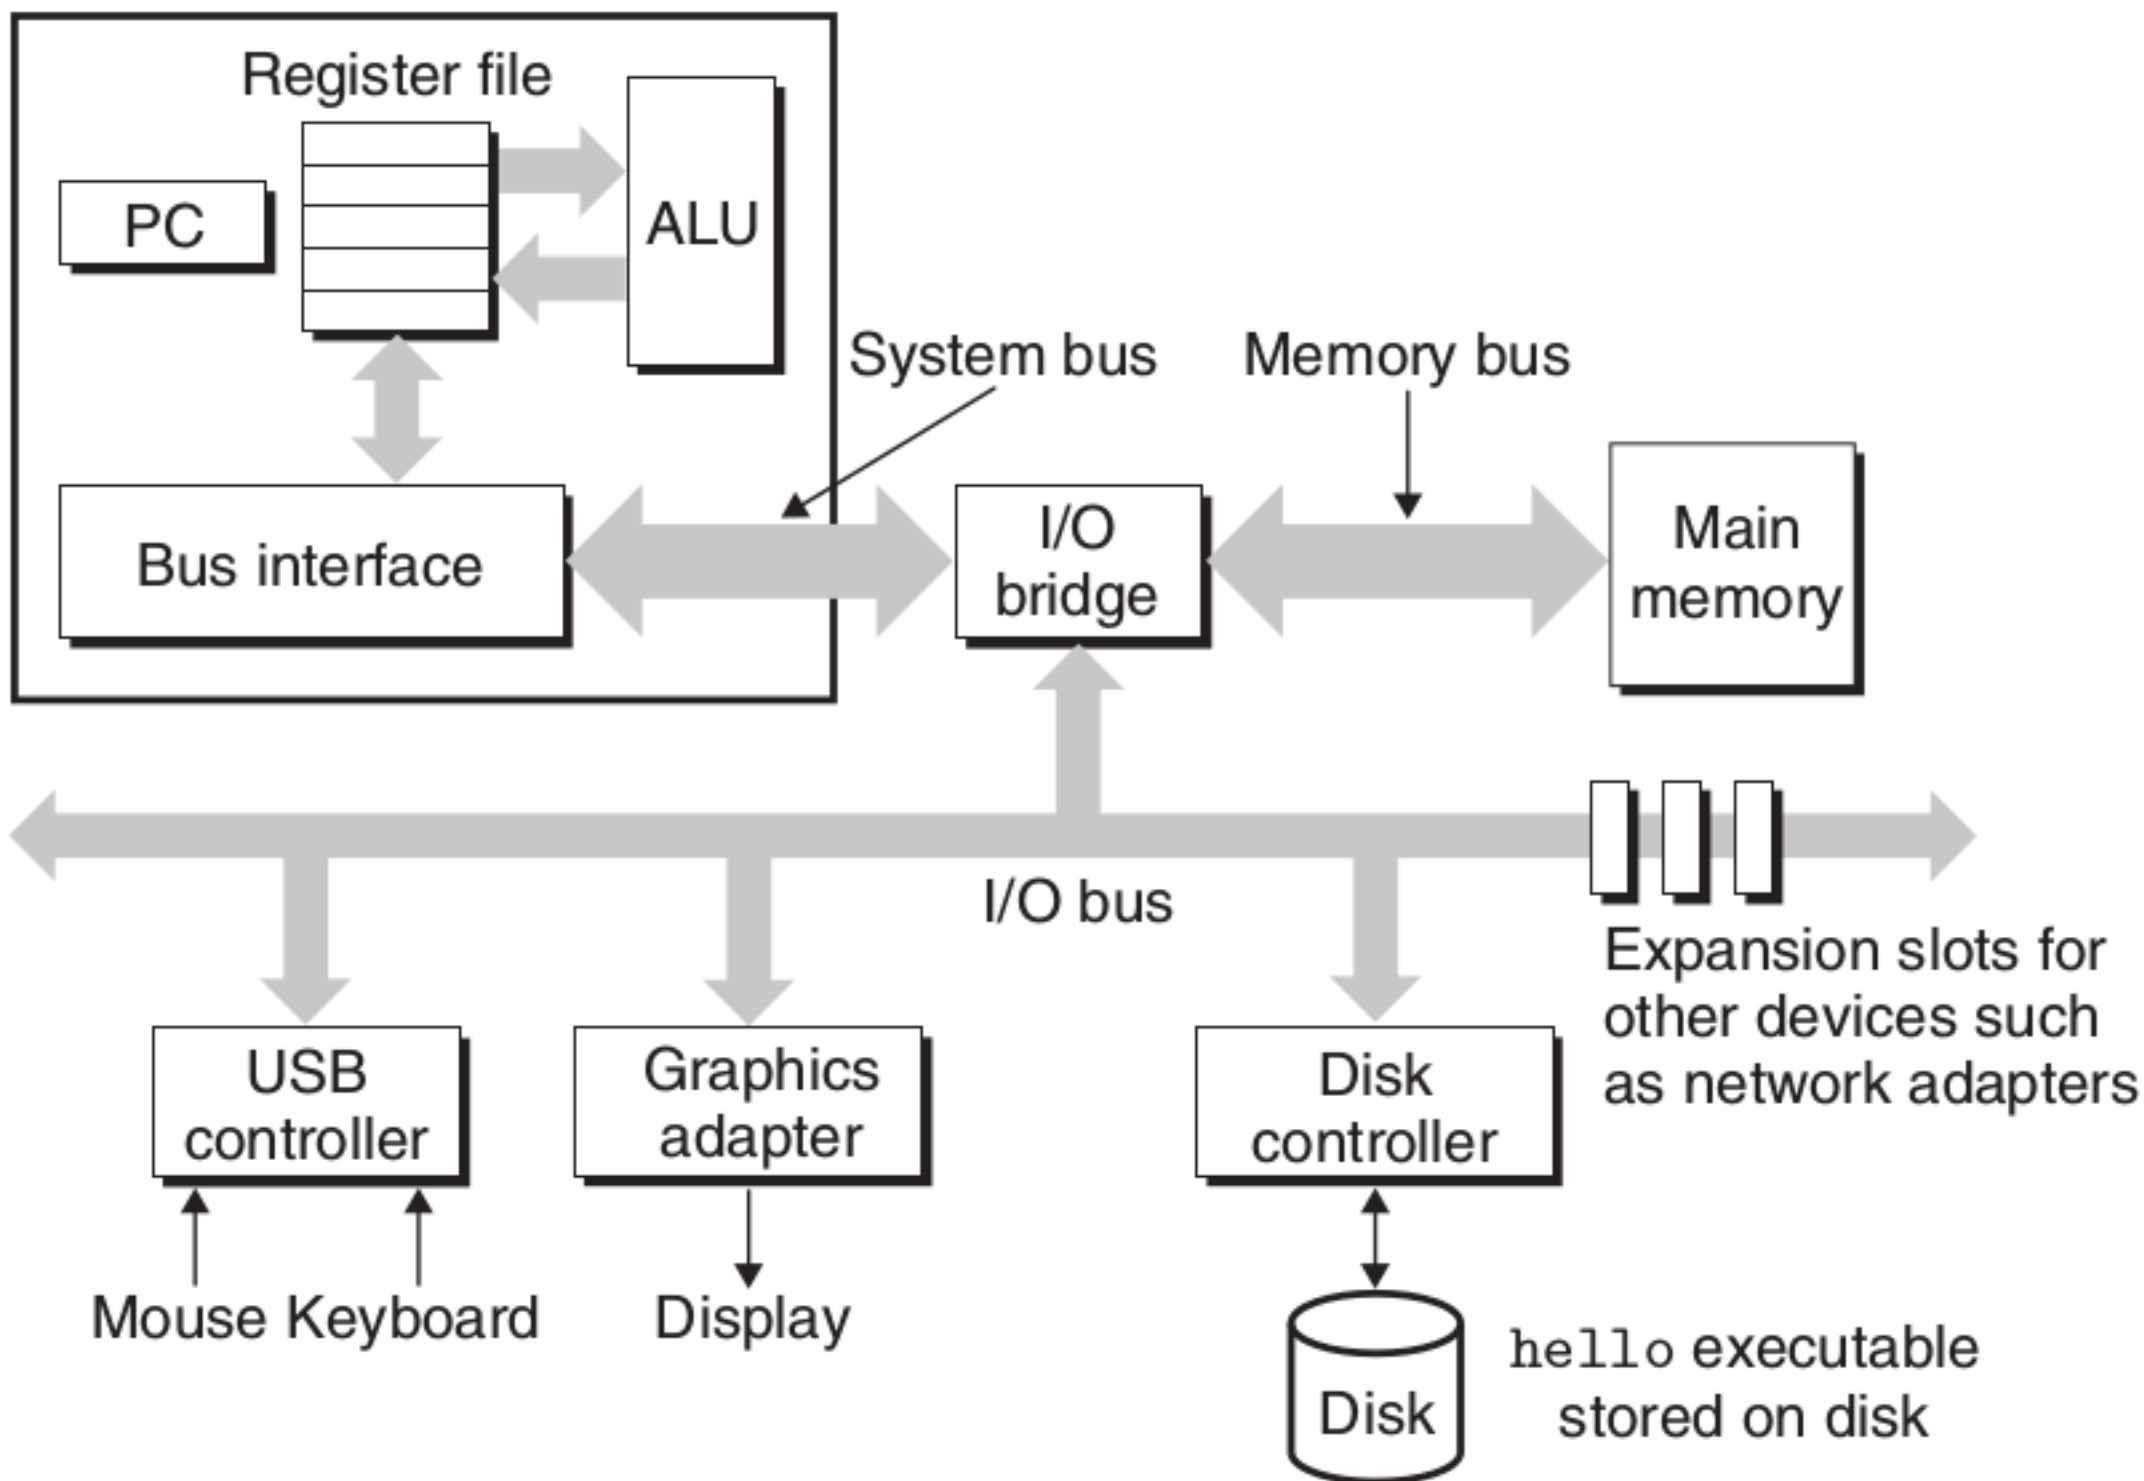 Register file
PC
ALU
System bus
Memory bus
Bus interface
I/O
bridge
Main
memory
I/O bus
Expansion slots for
other devices such
as network adapters
USB
controller
Graphics
adapter
Disk
controller
Mouse
Keyboard
Display
Disk
hello executable
stored on disk